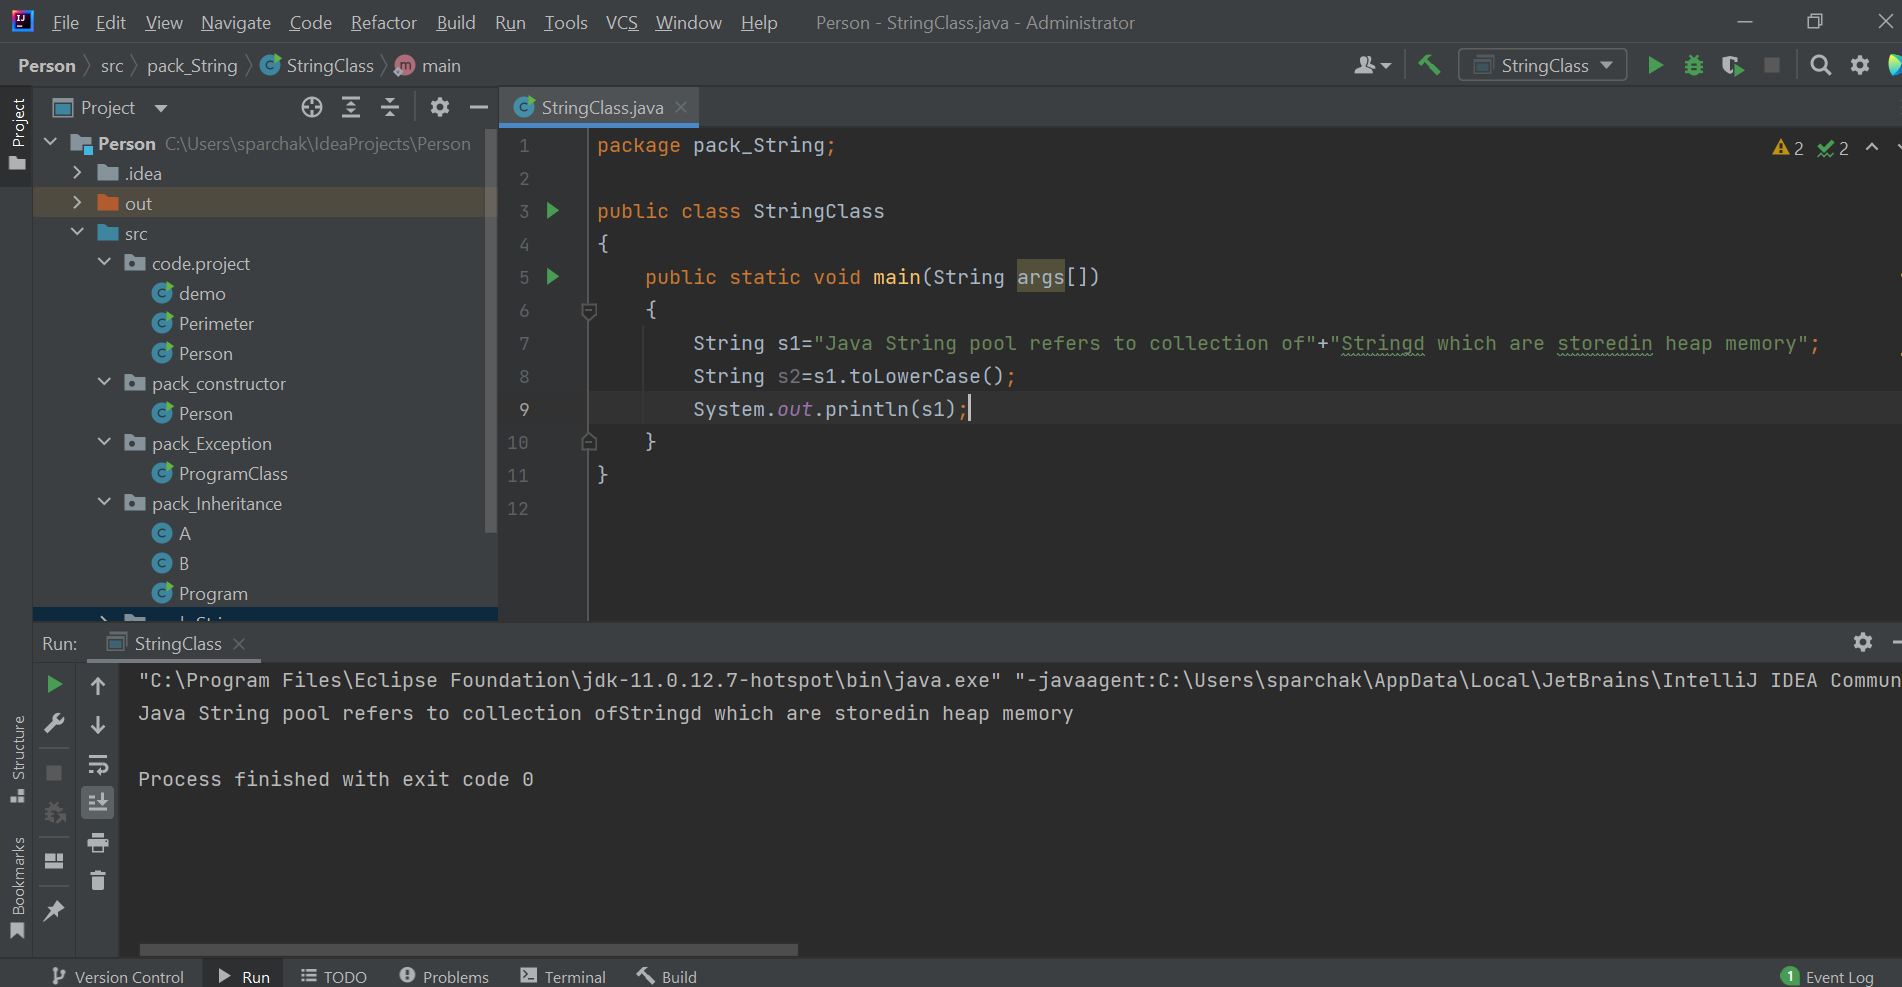 File Edit View Navigate Code Refactor Build Run Tools VCS Window Help Person - StringClass.java - Administrator
Person src pack_String StringClass main StringClass
Project
Project
StringClass.java
Person C:\Users\sparchak\IdeaProjects\Person
.idea
out
src
code.project
demo
Perimeter
Person
pack_constructor
Person
pack_Exception
ProgramClass
pack_Inheritance
A
B
Program
2 2
1 package pack_String;
2
3 public class StringClass
4 {
5 public static void main(String args[])
6 {
7 String s1="Java String pool refers to collection of"+"Stringd which are storedin heap memory";
8 String s2=s1.toLowerCase();
9 System.out.println(s1);
10 }
11 }
12
Run: StringClass
"C:\Program Files\Eclipse Foundation\jdk-11.0.12.7-hotspot\bin\java.exe" "-javaagent:C:\Users\sparchak\AppData\Local\JetBrains\IntelliJ IDEA Commun
Java String pool refers to collection ofStringd which are storedin heap memory
Process finished with exit code 0
Structure
Bookmarks
Version Control Run TODO Problems Terminal Build 1 Event Log